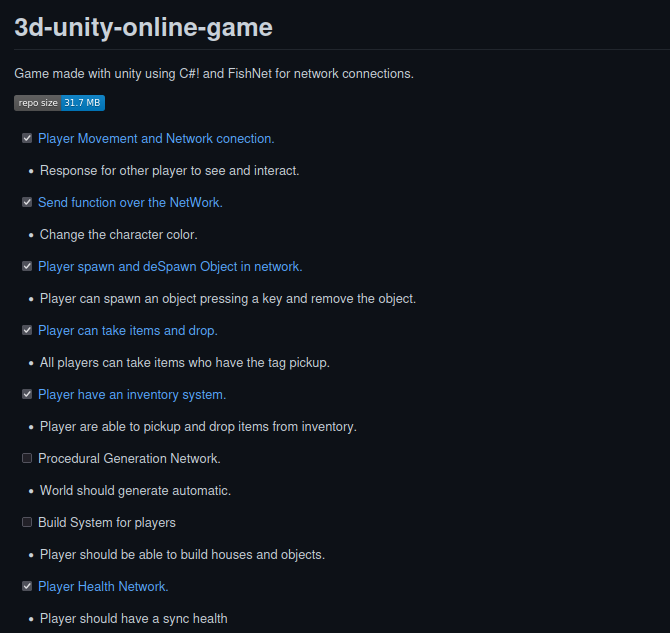 3d-unity-online-game
Game made with unity using C#! and FishNet for network connections.
repo size 31.7 MB
Player Movement and Network conection.
Response for other player to see and interact.
Send function over the NetWork.
Change the character color.
Player spawn and deSpawn Object in network.
Player can spawn an object pressing a key and remove the object.
Player can take items and drop.
All players can take items who have the tag pickup.
Player have an inventory system.
Player are able to pickup and drop items from inventory.
Procedural Generation Network.
World should generate automatic.
Build System for players
Player should be able to build houses and objects.
Player Health Network.
Player should have a sync health